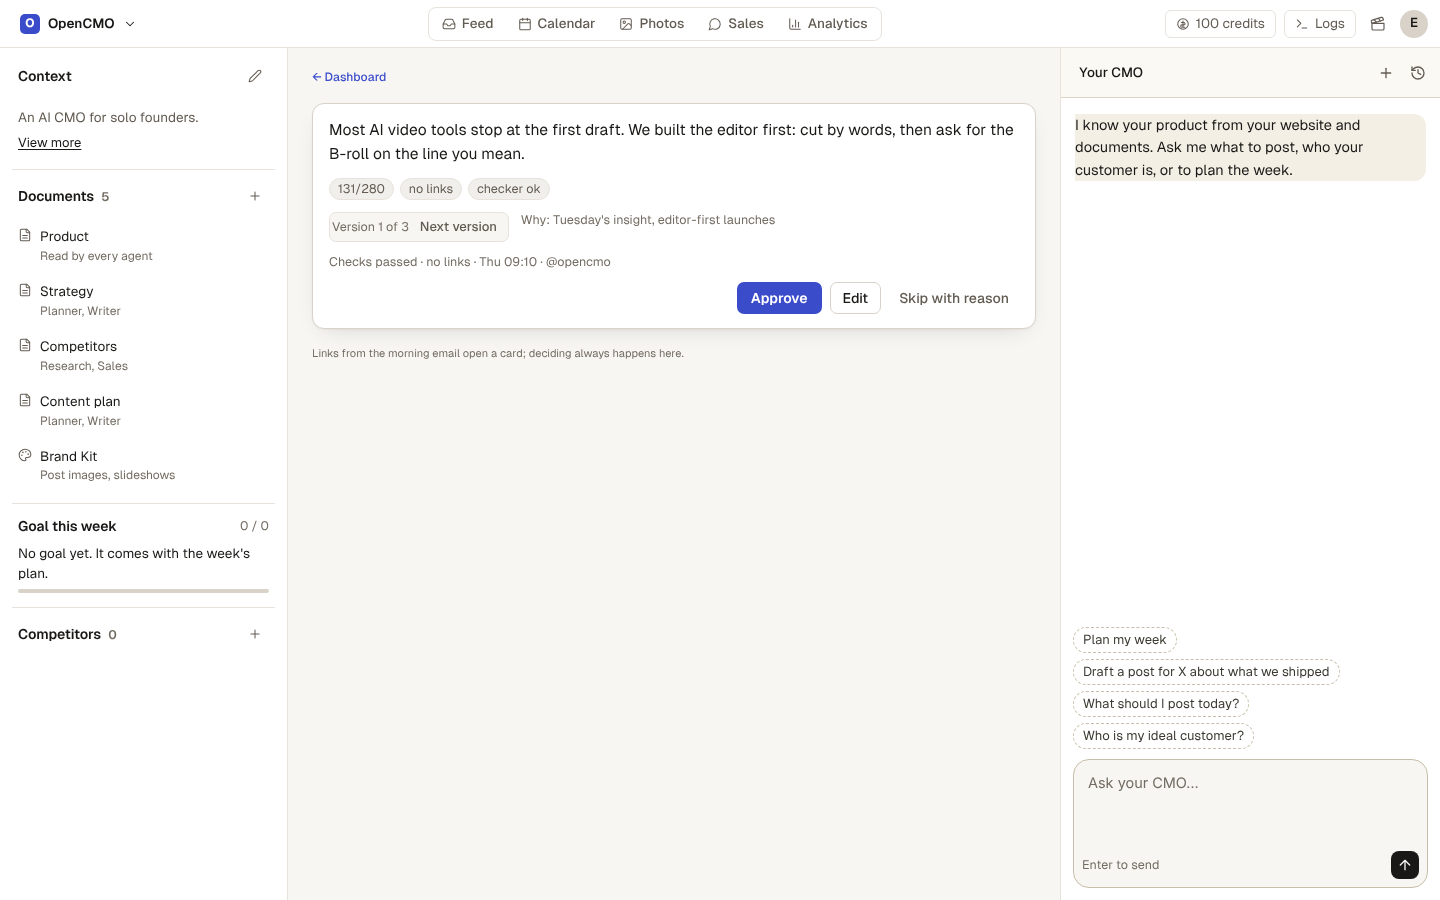 O OpenCMO
Feed
Calendar
Photos
Sales
Analytics
100 credits
Logs
E
Context
An AI CMO for solo founders.
View more
Documents 5
Product
Read by every agent
Strategy
Planner, Writer
Competitors
Research, Sales
Content plan
Planner, Writer
Brand Kit
Post images, slideshows
Goal this week 0 / 0
No goal yet. It comes with the week's
plan.
Competitors 0
← Dashboard
Most AI video tools stop at the first draft. We built the editor first: cut by words, then ask for the
B-roll on the line you mean.
131/280 no links checker ok
Version 1 of 3 Next version Why: Tuesday's insight, editor-first launches
Checks passed · no links · Thu 09:10 · @opencmo
Approve Edit Skip with reason
Links from the morning email open a card; deciding always happens here.
Your CMO
I know your product from your website and
documents. Ask me what to post, who your
customer is, or to plan the week.
Plan my week
Draft a post for X about what we shipped
What should I post today?
Who is my ideal customer?
Ask your CMO...
Enter to send